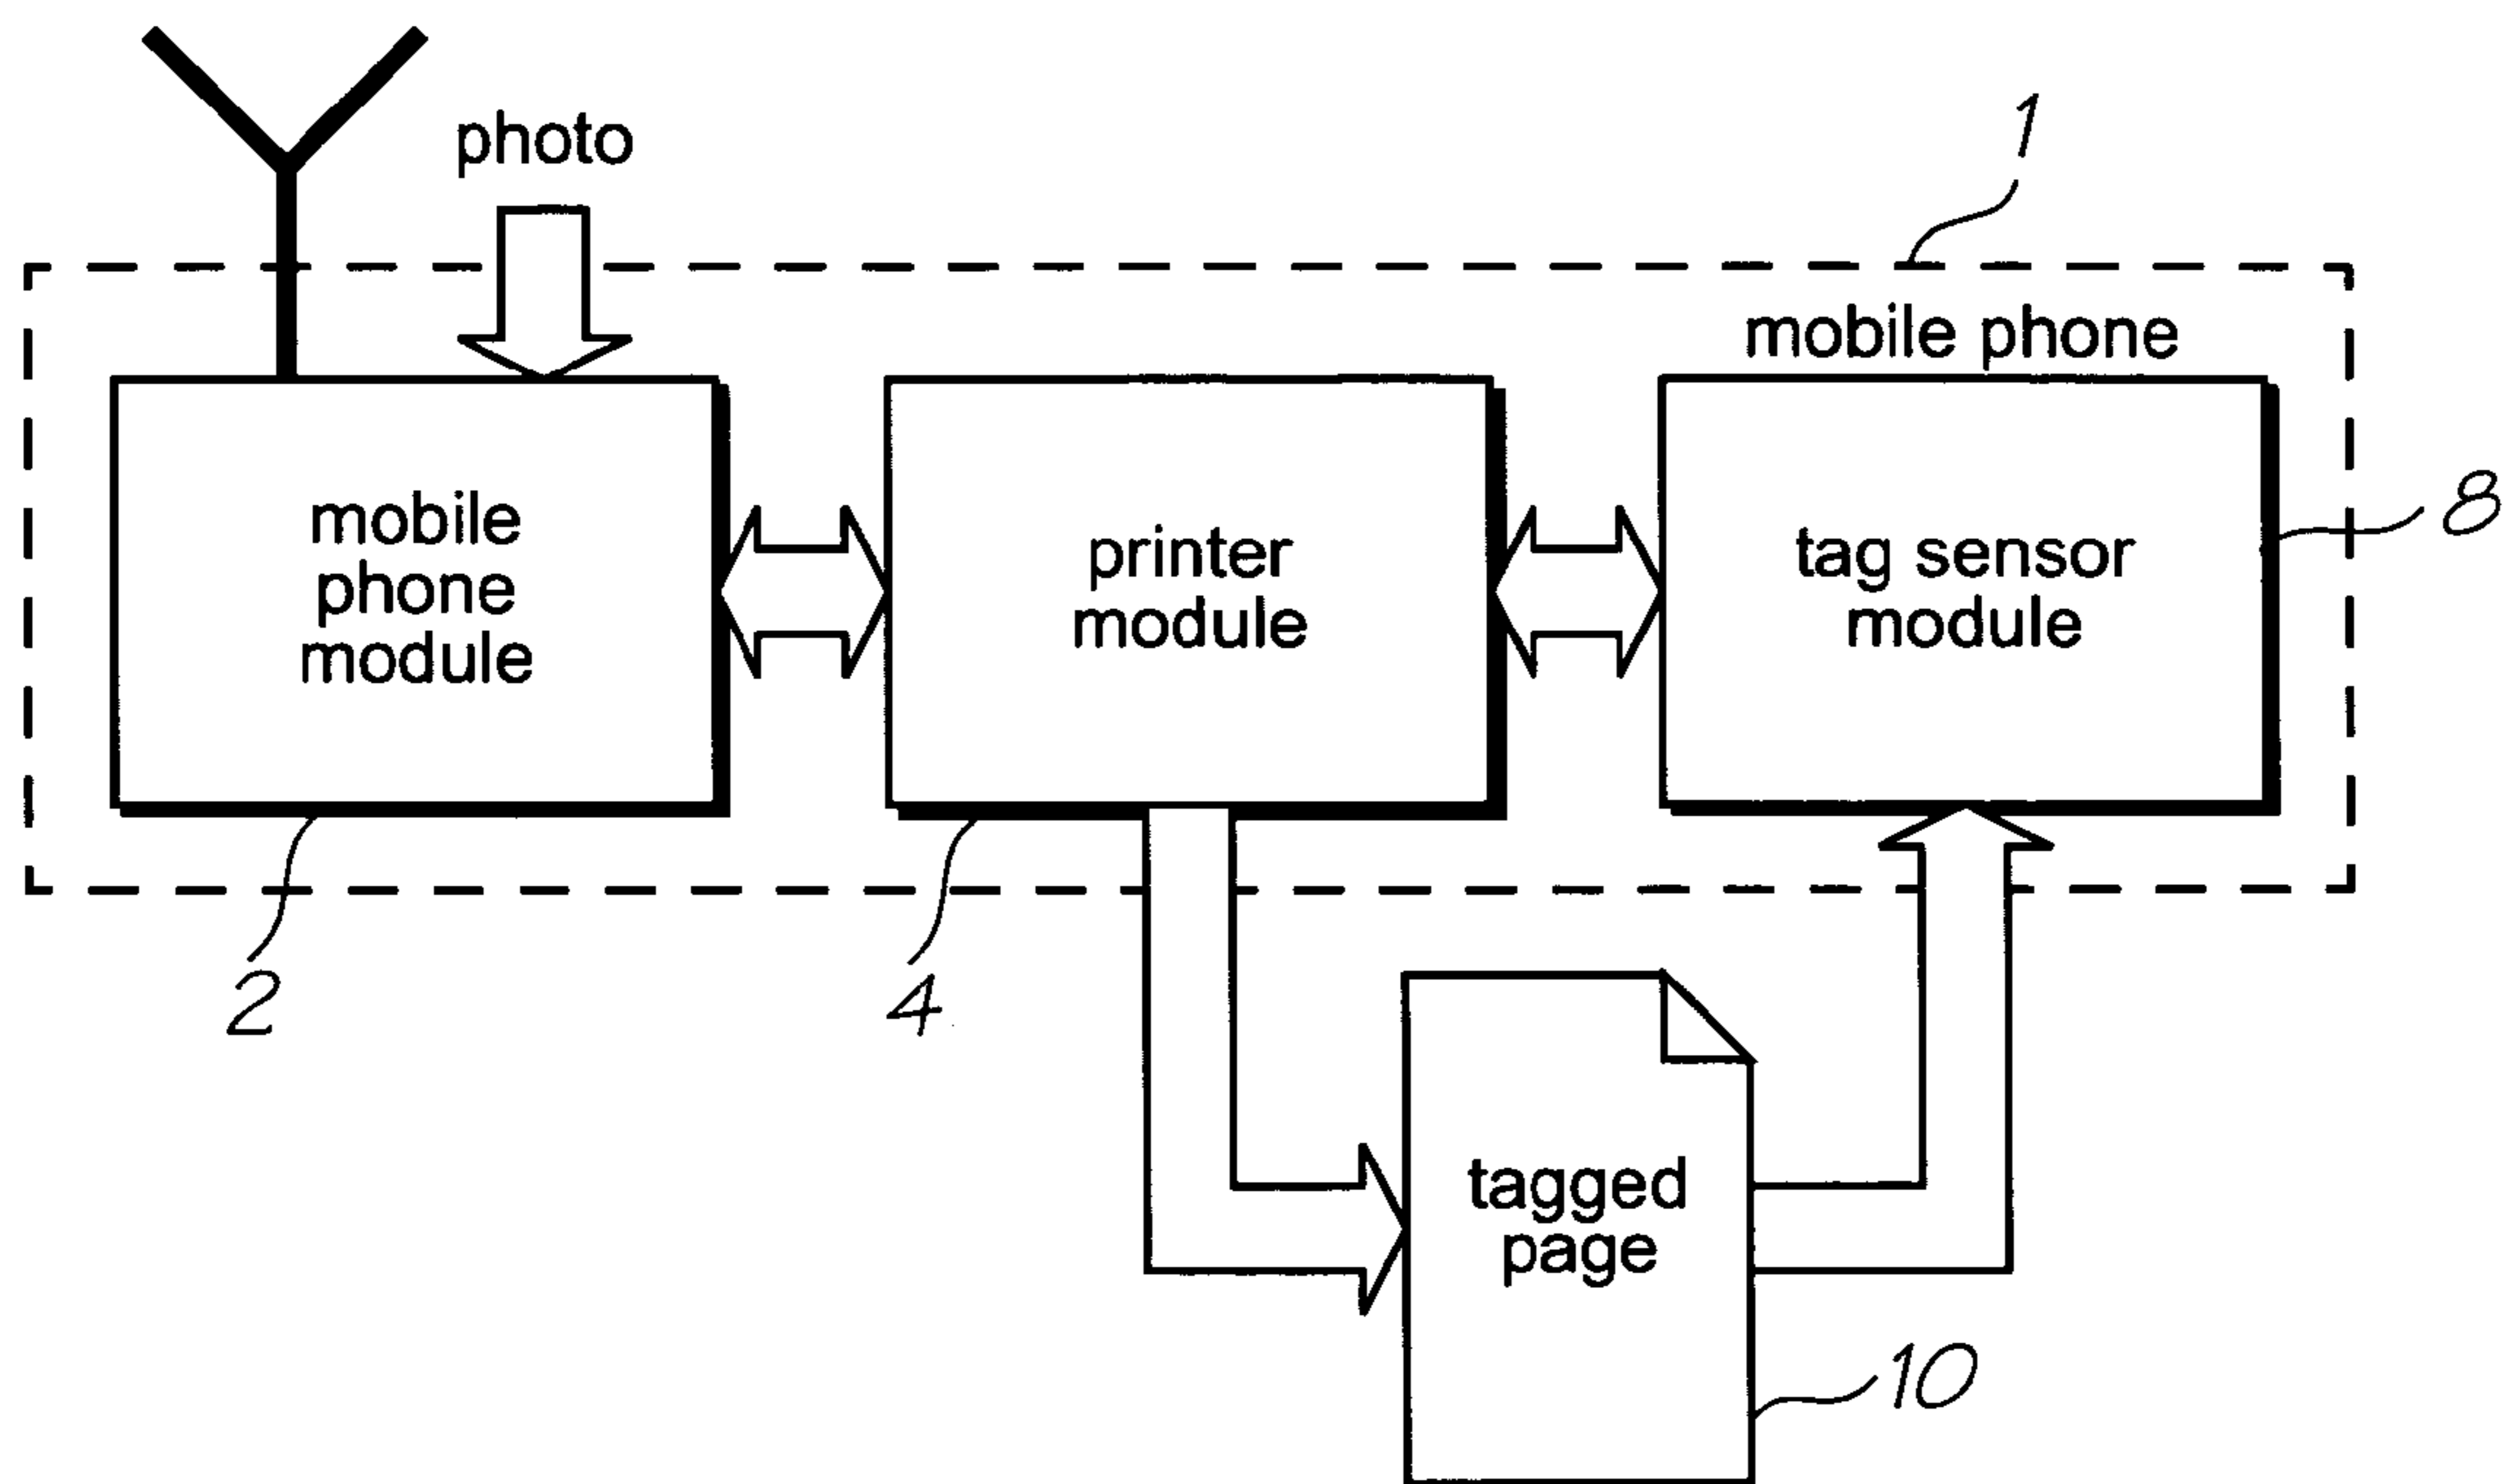 photo
1
mobile phone
mobile
phone
module
printer
module
tag sensor
module
8
2
4
tagged
page
10